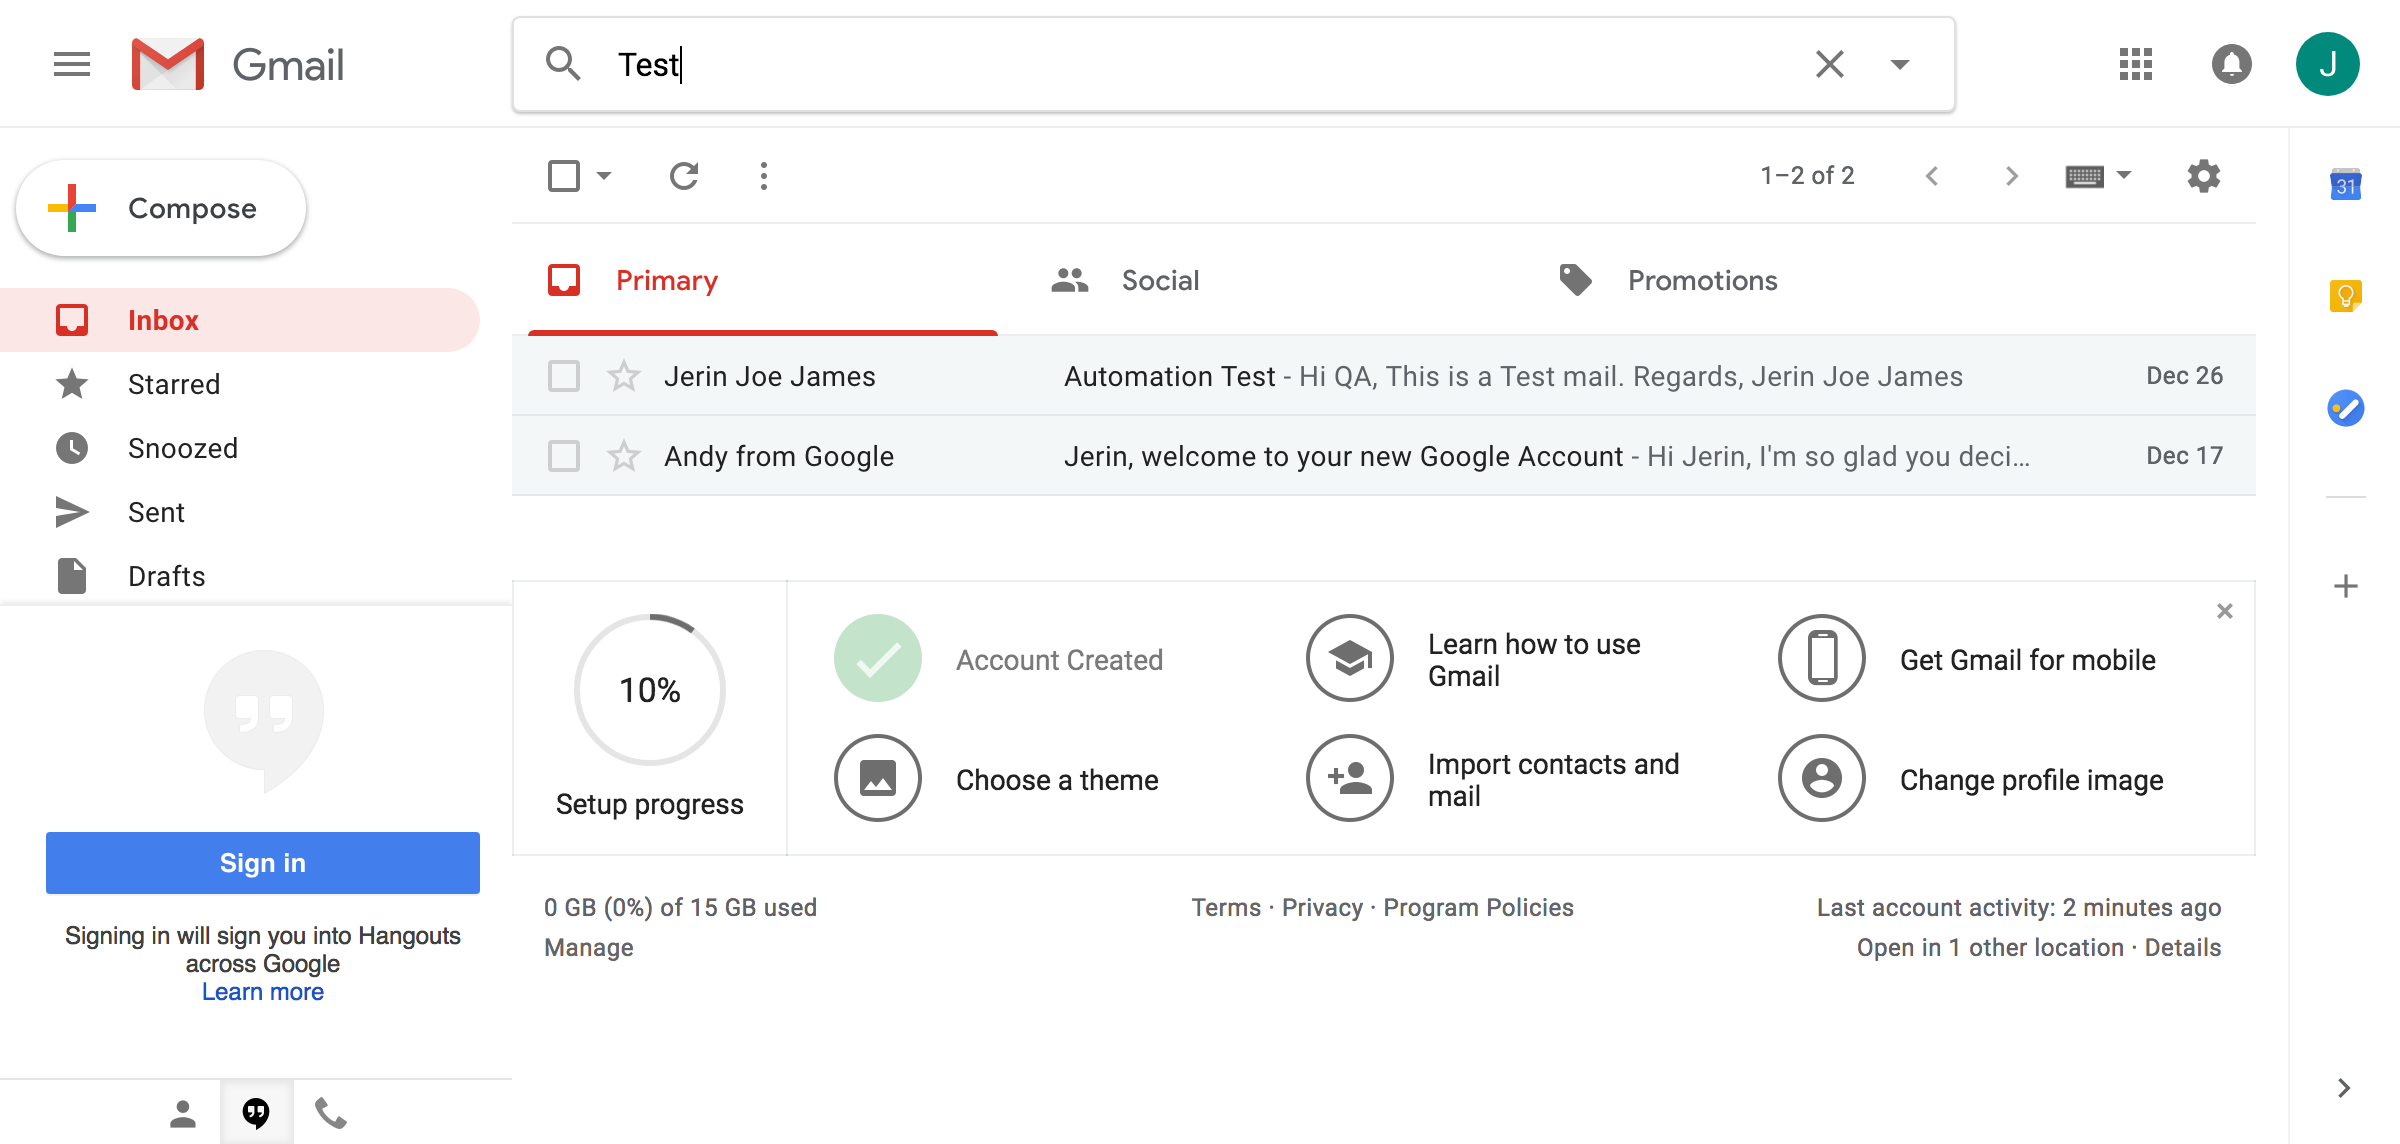 Gmail
Test
J
Compose
1–2 of 2
31
Primary
Social
Promotions
Inbox
Starred
Snoozed
Sent
Drafts
Jerin Joe James
Automation Test - Hi QA, This is a Test mail. Regards, Jerin Joe James
Dec 26
Andy from Google
Jerin, welcome to your new Google Account - Hi Jerin, I'm so glad you deci...
Dec 17
10%
Setup progress
Account Created
Learn how to use
Gmail
Get Gmail for mobile
Choose a theme
Import contacts and
mail
Change profile image
Sign in
Signing in will sign you into Hangouts
across Google
Learn more
0 GB (0%) of 15 GB used
Manage
Terms · Privacy · Program Policies
Last account activity: 2 minutes ago
Open in 1 other location · Details